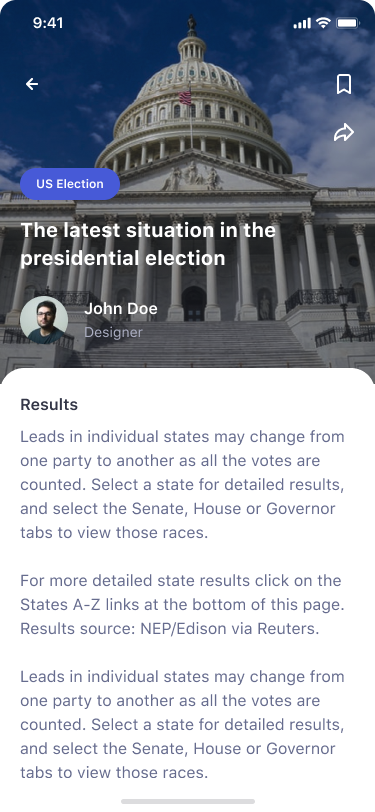 9:41
US Election
The latest situation in the
presidential election
John Doe
Designer
Results
Leads in individual states may change from
one party to another as all the votes are
counted. Select a state for detailed results,
and select the Senate, House or Governor
tabs to view those races.
For more detailed state results click on the
States A-Z links at the bottom of this page.
Results source: NEP/Edison via Reuters.
Leads in individual states may change from
one party to another as all the votes are
counted. Select a state for detailed results,
and select the Senate, House or Governor
tabs to view those races.